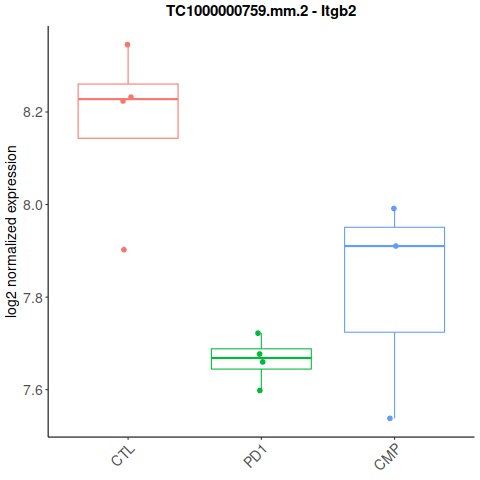 TC1000000759.mm.2 - Itgb2
log2 normalized expression
8.2
8.0
7.8
7.6
CTL
PD1
CMP